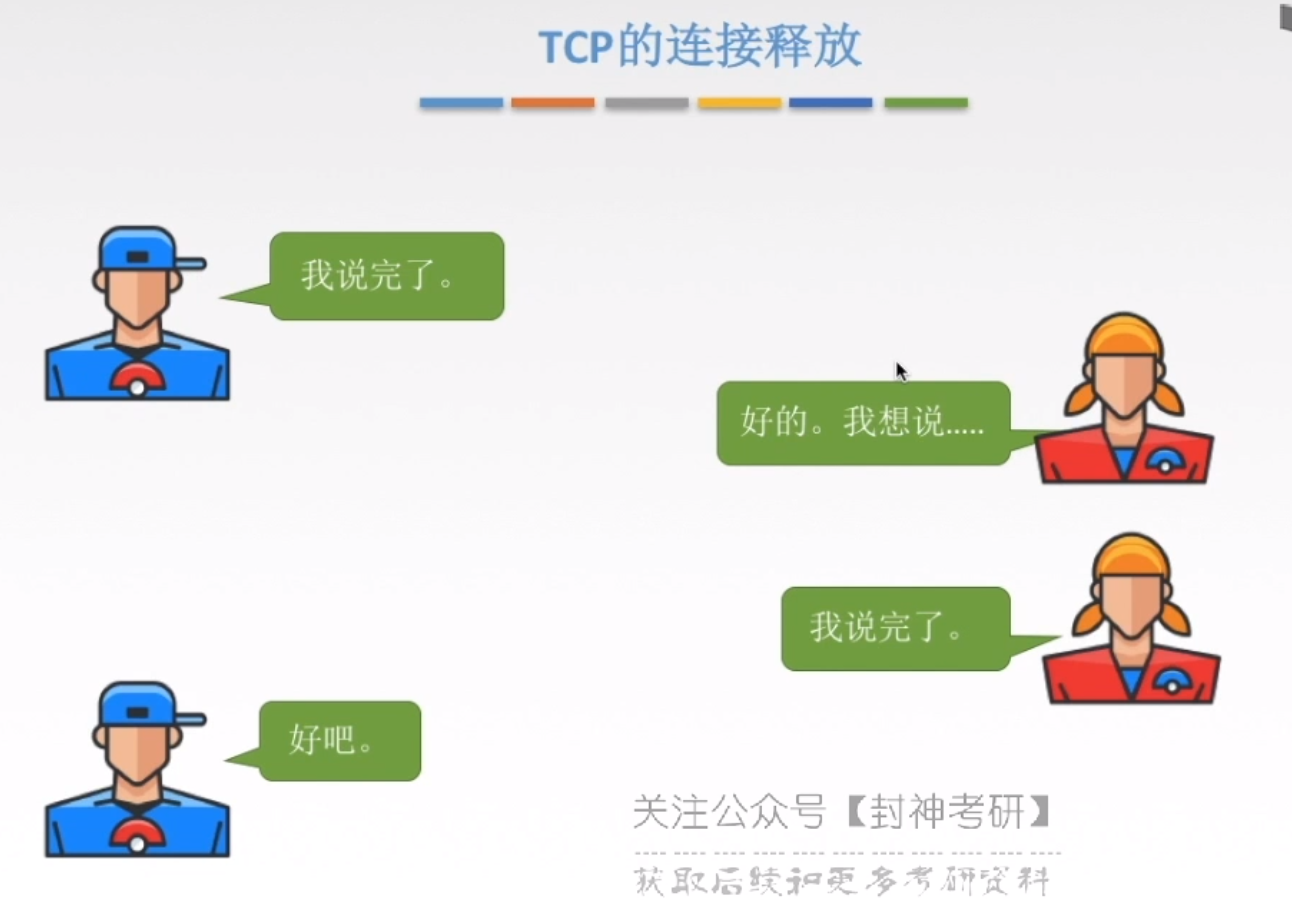 TCP的连接释放
我说完了。
好的。我想说.....
我说完了。
好吧。
关注公众号【封神考研】
获取后续和更多考研资料